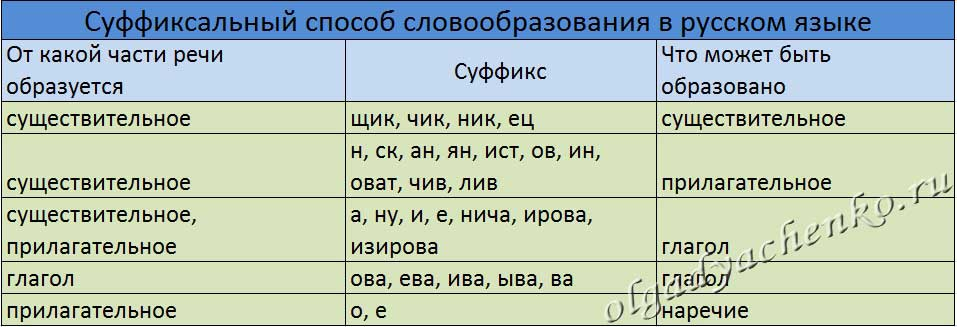 Суффиксальный способ словообразования в русском языке
От какой части речи образуется
Суффикс
Что может быть образовано
существительное
щик, чик, ник, ец
существительное
существительное
н, ск, ан, ян, ист, ов, ин,
оват, чив, лив
прилагательное
существительное,
прилагательное
а, ну, и, е, нича, ирова,
изирова
глагол
глагол
ова, ева, ива, ыва, ва
глагол
прилагательное
о, е
наречие
olgadyachenko.ru